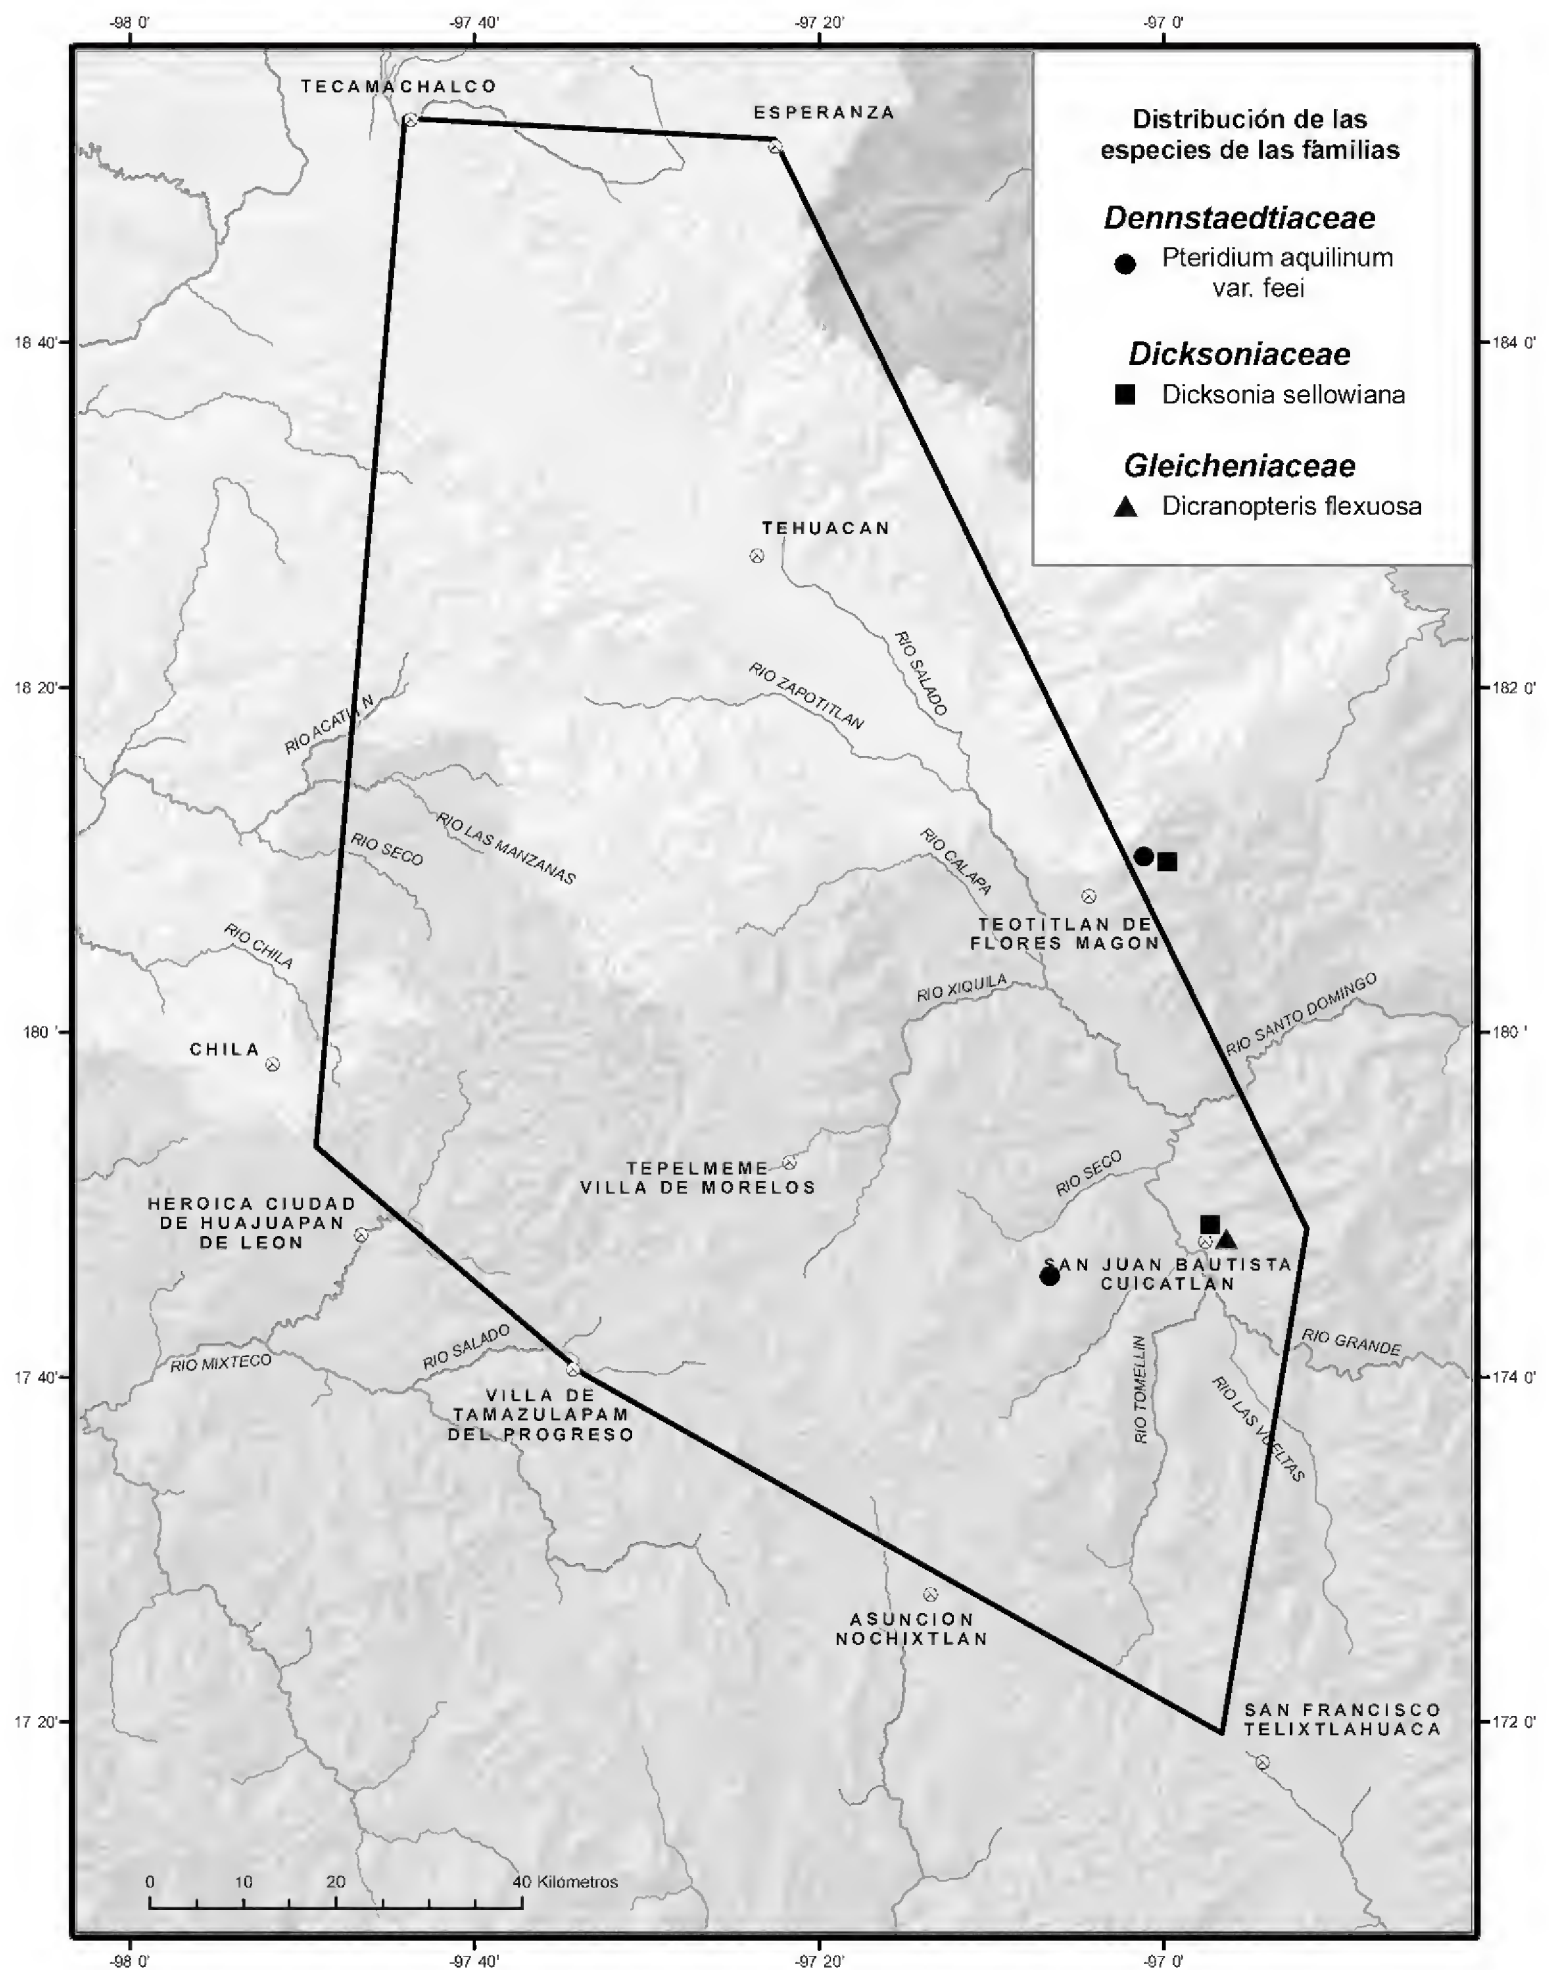 -98 0'
-97 40'
-97 20'
-97 0'
TECAMACHALCO
ESPERANZA
Distribución de las
especies de las familias
Dennstaedtiaceae
Pteridium aquilinum
var. feei
Dicksoniaceae
Dicksonia sellowiana
Gleicheniaceae
Dicranopteris flexuosa
18 40'
184 0'
TEHUACAN
RIO SALADO
RIO ZAPOTITLAN
18 20'
182 0'
RIO LAS MANZANAS
RIO SECO
RIO CALAPA
TEOTITLAN DE
FLORES MAGON
RIO CHILA
RIO XIQUILA
RIO SANTO DOMINGO
180 '
180 '
CHILA
TEPELMEME
VILLA DE MORELOS
RIO SECO
HEROICA CIUDAD
DE HUAJUAPAN
DE LEON
SAN JUAN BAUTISTA
CUICATLAN
RIO MIXTECO
RIO SALADO
RIO GRANDE
RIO TOMELLIN
RIO LAS VUELTAS
17 40'
174 0'
VILLA DE
TAMAZULAPAM
DEL PROGRESO
ASUNCION
NOCHIXTLAN
17 20'
172 0'
SAN FRANCISCO
TELIXTLAHUACA
0 10 20 40 Kilómetros
-98 0'
-97 40'
-97 20'
-97 0'